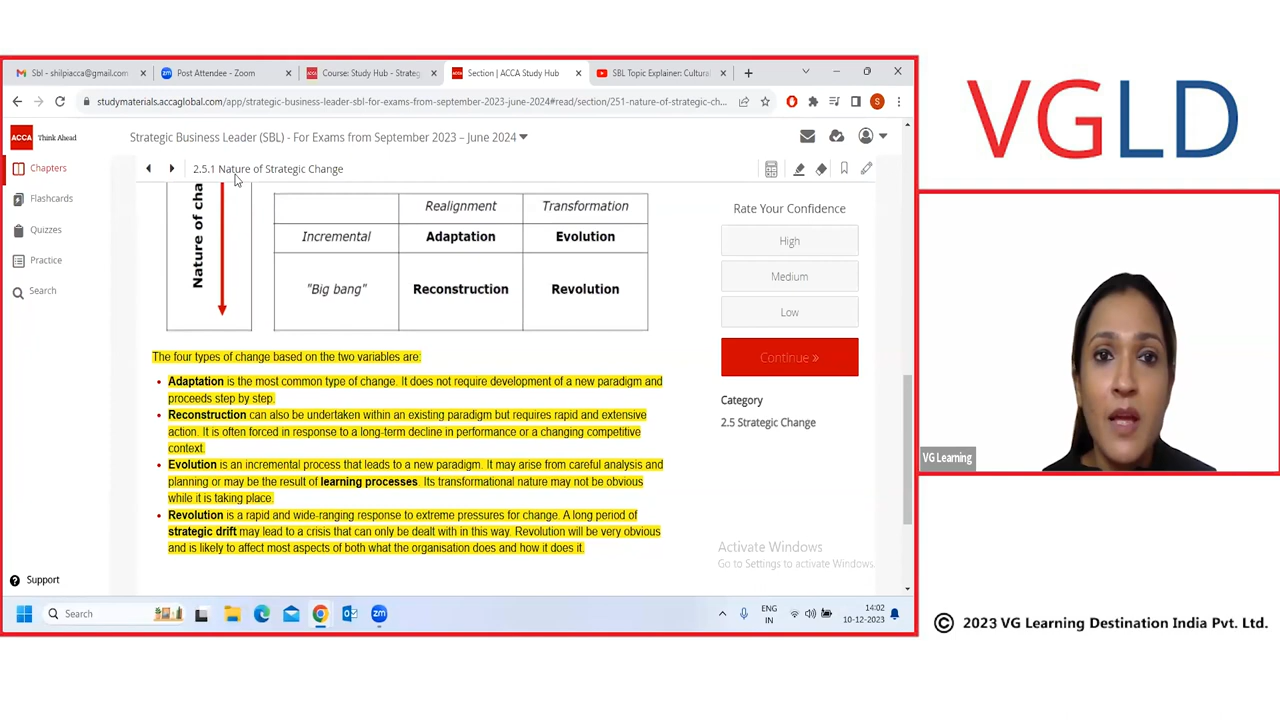 Sbl - shilpiacca@gmail.com
Post Attendee - Zoom
Course: Study Hub - Strateg
Section | ACCA Study Hub
SBL Topic Explainer: Cultural
studymaterials.accaglobal.com/app/strategic-business-leader-sbl-for-exams-from-september-2023-june-2024#read/section/251-nature-of-strategic-ch...
S
ACCA
Think Ahead
Strategic Business Leader (SBL) - For Exams from September 2023 – June 2024
Chapters
Flashcards
Quizzes
Practice
Search
Support
2.5.1 Nature of Strategic Change
Nature of cha
Realignment Transformation
Incremental Adaptation Evolution
"Big bang" Reconstruction Revolution
The four types of change based on the two variables are:
• Adaptation is the most common type of change. It does not require development of a new paradigm and
proceeds step by step.
• Reconstruction can also be undertaken within an existing paradigm but requires rapid and extensive
action. It is often forced in response to a long-term decline in performance or a changing competitive
context.
• Evolution is an incremental process that leads to a new paradigm. It may arise from careful analysis and
planning or may be the result of learning processes. Its transformational nature may not be obvious
while it is taking place.
• Revolution is a rapid and wide-ranging response to extreme pressures for change. A long period of
strategic drift may lead to a crisis that can only be dealt with in this way. Revolution will be very obvious
and is likely to affect most aspects of both what the organisation does and how it does it.
Rate Your Confidence
High
Medium
Low
Continue »
Category
2.5 Strategic Change
Activate Windows
Go to Settings to activate Windows.
Search
zm
ENG
IN
14:02
10-12-2023
VGLD
VG Learning
© 2023 VG Learning Destination India Pvt. Ltd.